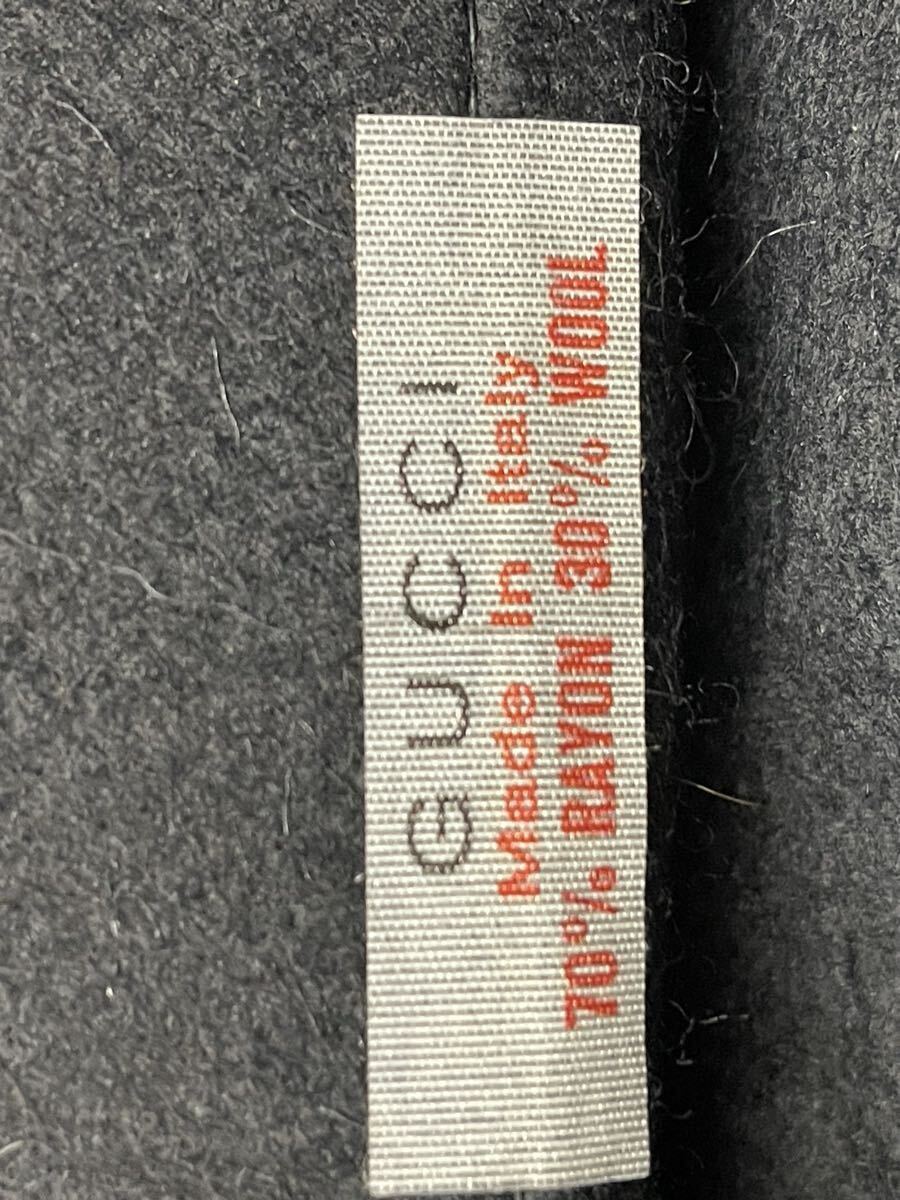 GUCCI
Made in Italy
70% RAYON 30% WOOL